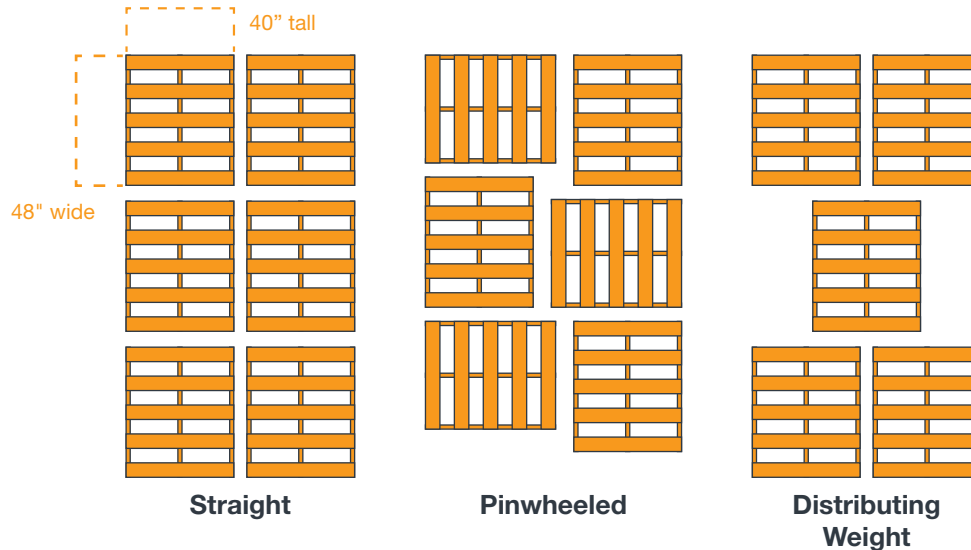 40” tall
48" wide
Straight
Pinwheeled
Distributing
Weight